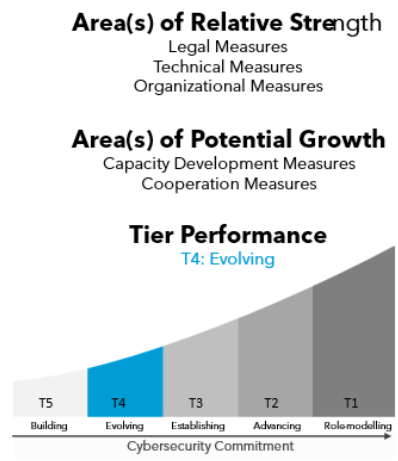 Area(s) of Relative Strength
Legal Measures
Technical Measures
Organizational Measures
Area(s) of Potential Growth
Capacity Development Measures
Cooperation Measures
Tier Performance
T4: Evolving
T5 T4 T3 T2 T1
Building Evolving Establishing Advancing Role-modelling
Cybersecurity Commitment